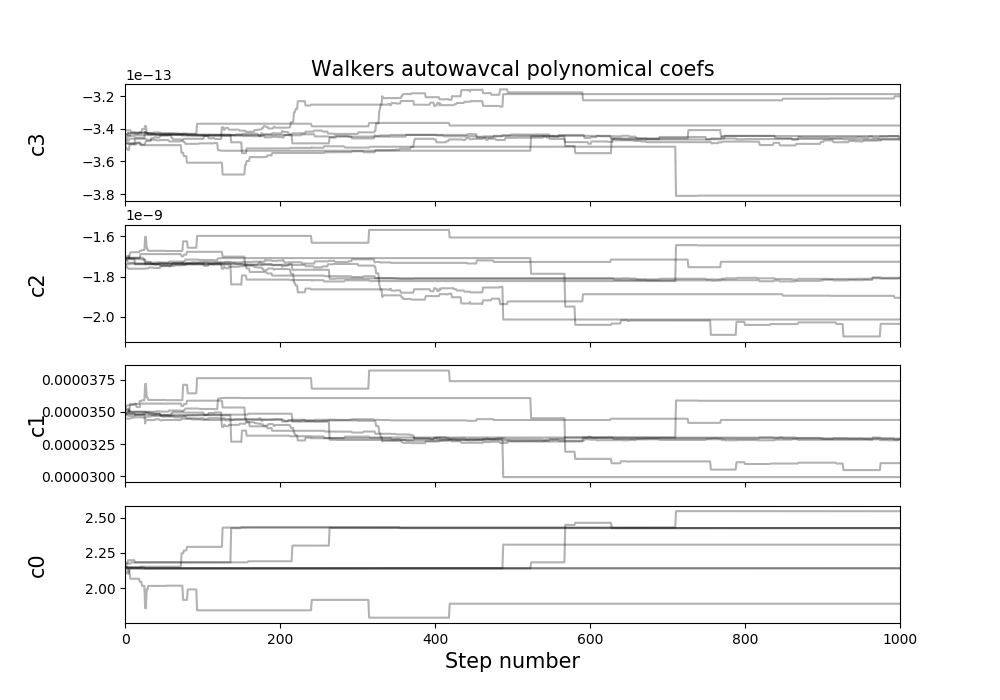 Walkers autowavcal polynomical coefs
1e−13
−3.2
−3.4
−3.6
−3.8
c3
1e−9
−1.6
−1.8
−2.0
c2
0.0000375
0.0000350
0.0000325
0.0000300
c1
2.50
2.25
2.00
c0
0 200 400 600 800 1000
Step number